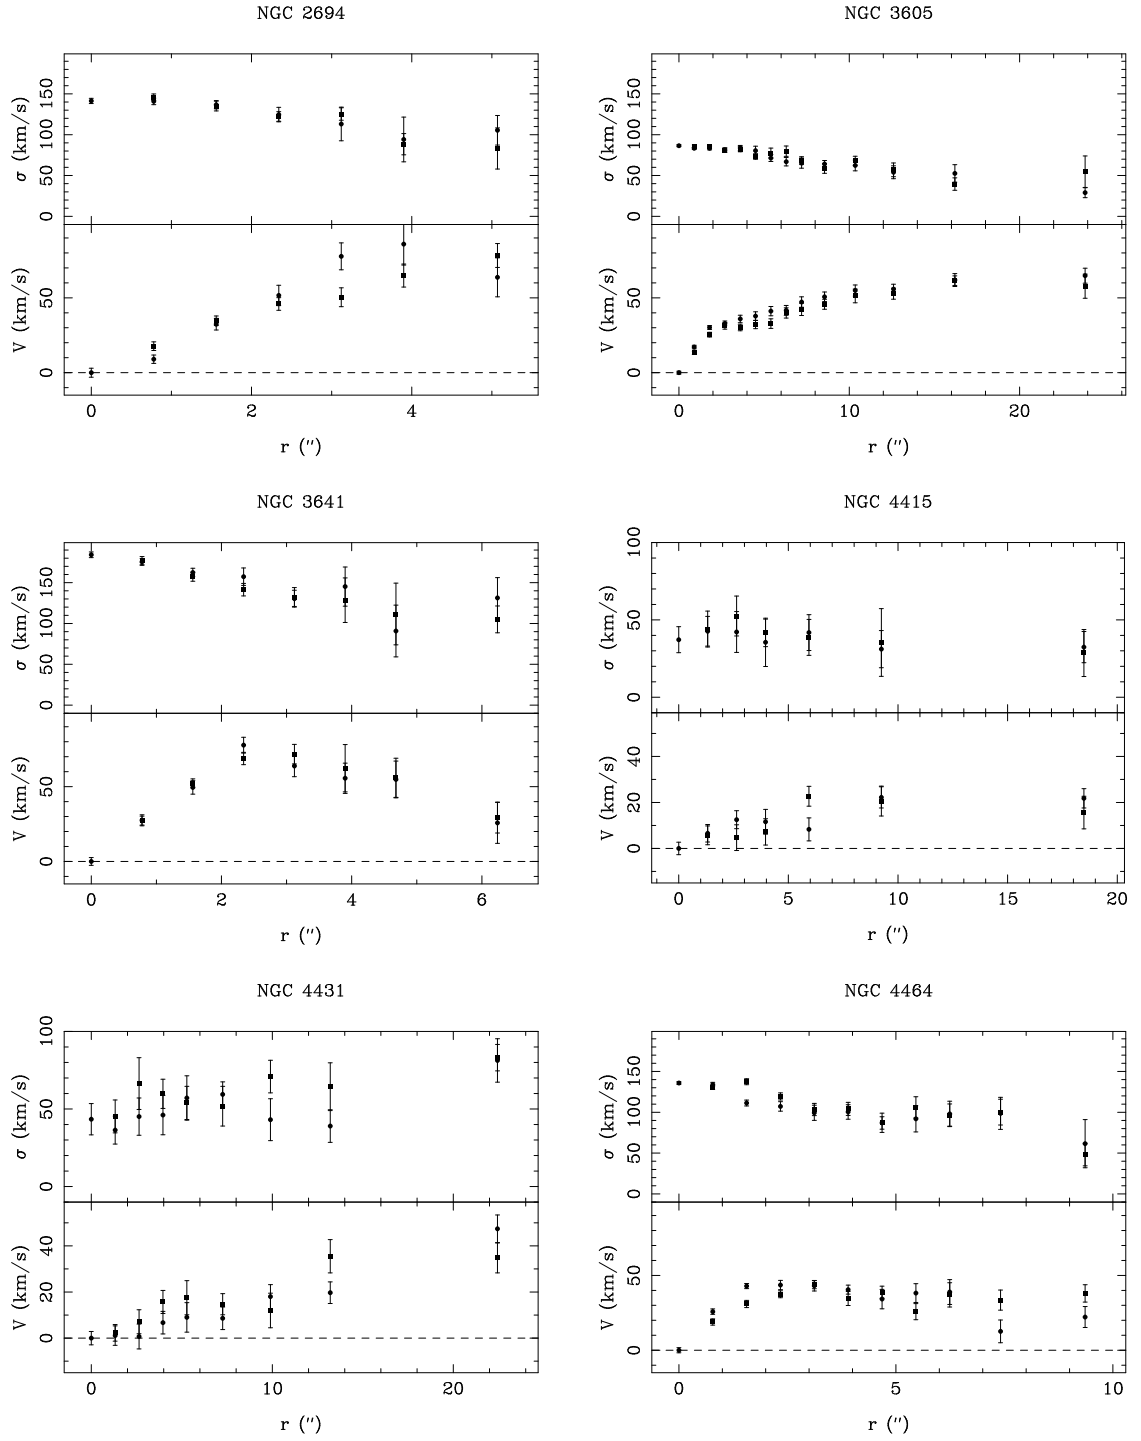 NGC 2694
σ (km/s)
150
100
50
0
V (km/s)
50
0
0 2 4
r (″)
NGC 3605
σ (km/s)
150
100
50
0
V (km/s)
50
0
0 10 20
r (″)
NGC 3641
σ (km/s)
150
100
50
0
V (km/s)
50
0
0 2 4 6
r (″)
NGC 4415
σ (km/s)
100
50
0
V (km/s)
40
20
0
0 5 10 15 20
r (″)
NGC 4431
σ (km/s)
100
50
0
V (km/s)
40
20
0
0 10 20
r (″)
NGC 4464
σ (km/s)
150
100
50
0
V (km/s)
50
0
0 5 10
r (″)